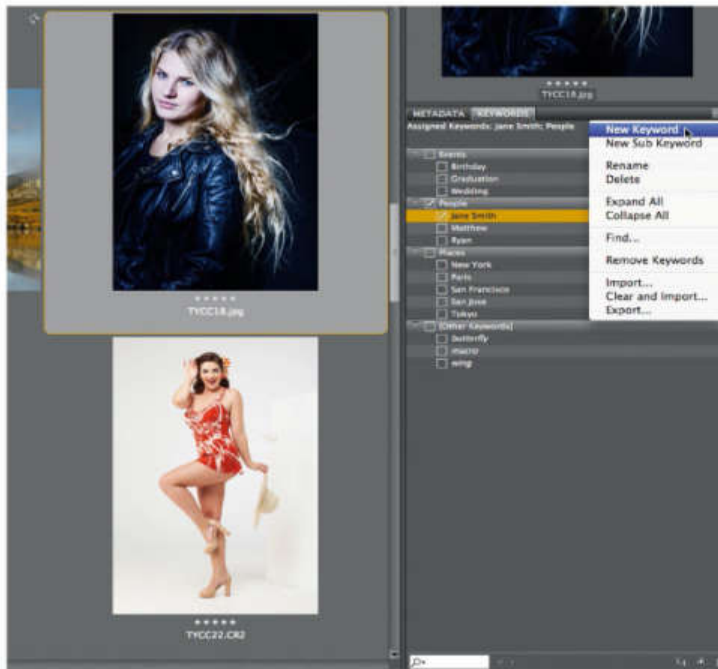 TYCC18.jpg
TYCC22.CR2
TYCC18.jpg
METADATA KEYWORDS
Assigned Keywords: Jane Smith; People
Events
Birthday
Graduation
Wedding
People
Jane Smith
Matthew
Ryan
Places
New York
Paris
San Francisco
San Jose
Tokyo
[Other Keywords]
butterfly
macro
wing
New Keyword
New Sub Keyword
Rename
Delete
Expand All
Collapse All
Find...
Remove Keywords
Import...
Clear and Import...
Export...